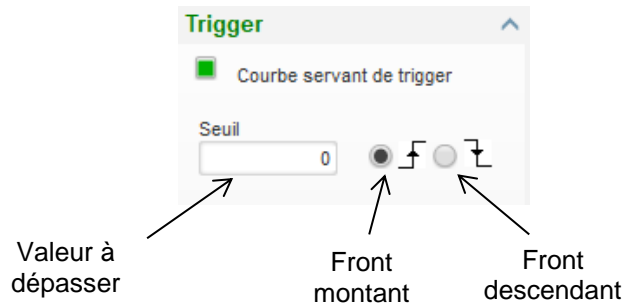 Trigger
Courbe servant de trigger
Seuil
0
Valeur à
dépasser
Front
montant
Front
descendant